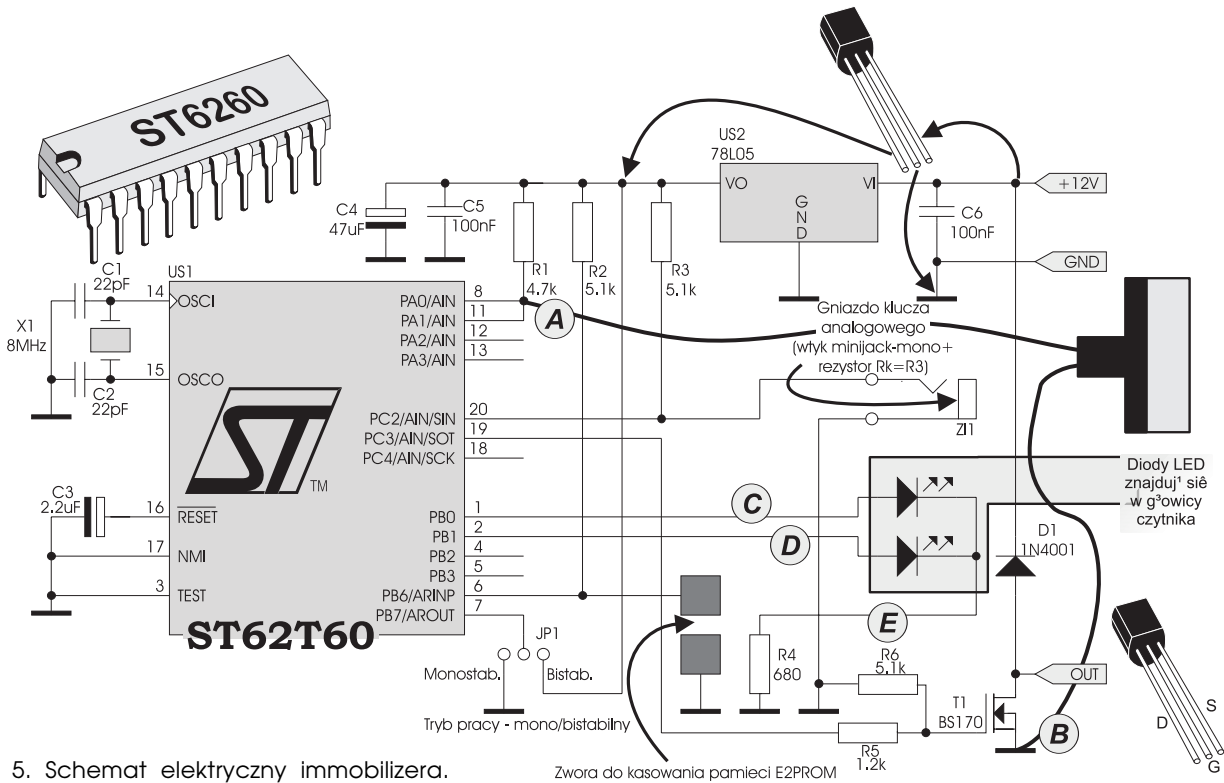 ST6260
US2
78L05
VO
VI
GND
+12V
C4
47uF
C5
100nF
C6
100nF
GND
R1
4.7k
R2
5.1k
R3
5.1k
C1
22pF
X1
8MHz
C2
22pF
US1
14
OSCI
15
OSCO
PA0/AIN
8
PA1/AIN
11
PA2/AIN
12
PA3/AIN
13
A
Gniazdo klucza
analogowego
(wtyk minijack-mono+
rezystor Rk=R3)
ZI1
ST
TM
PC2/AIN/SIN
20
PC3/AIN/SOT
19
PC4/AIN/SCK
18
C3
2.2uF
16
RESET
17
NMI
3
TEST
PB0
1
PB1
2
PB2
4
PB3
5
PB6/ARINP
6
PB7/AROUT
7
ST62T60
C
D
Diody LED
znajduj¹ siê
w g³owicy
czytnika
D1
1N4001
JP1
Monostab.
Bistab.
Tryb pracy - mono/bistabilny
E
R4
680
R6
5.1k
R5
1.2k
OUT
T1
BS170
B
D
S
G
5. Schemat elektryczny immobilizera.
Zwora do kasowania pamieci E2PROM